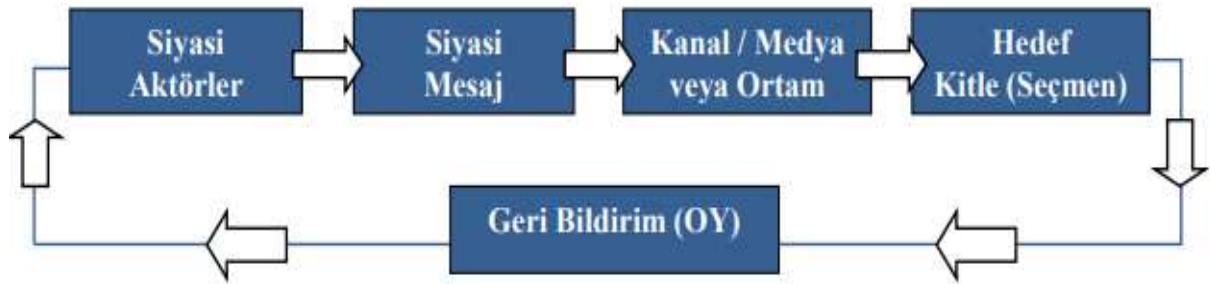 Siyasi
Aktörler
Siyasi
Mesaj
Kanal / Medya
veya Ortam
Hedef
Kitle (Seçmen)
Geri Bildirim (OY)